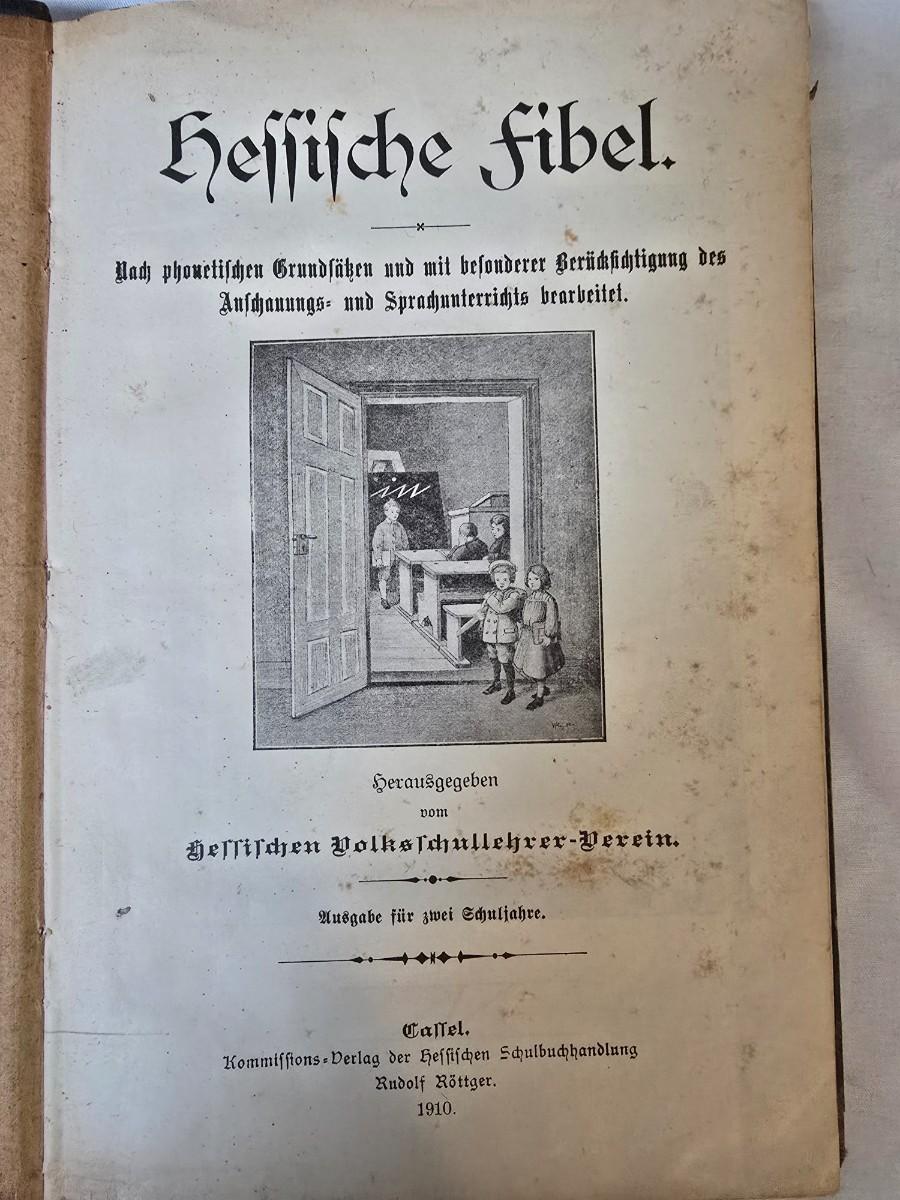 Hessische Fibel.
Nach phonetischen Grundsätzen und mit besonderer Berücksichtigung des
Anschauungs- und Sprachunterrichts bearbeitet.
in
Herausgegeben
vom
Hessischen Volksschullehrer-Verein.
Ausgabe für zwei Schuljahre.
Cassel.
Kommissions-Verlag der Hessischen Schulbuchhandlung
Rudolf Röttger.
1910.